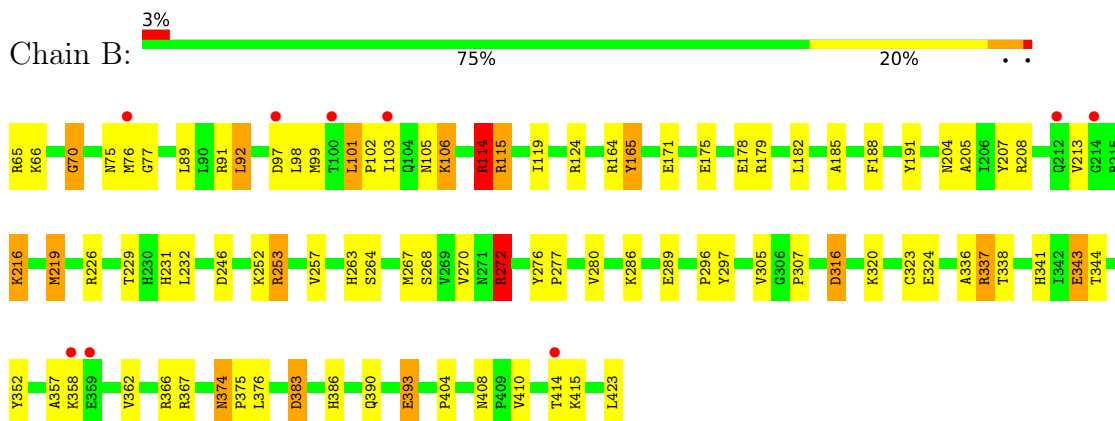 3%
Chain B:
75% 20% • •
R65 K66 G70 N75 M76 G77 L89 L90 R91 L92 D97 L98 M99 T100 L101 P102 I103 Q104 N105 K106 R114 R115 I119 R124 R164 Y165 E171 E175 E178 R179 L182 A185 F188 Y191 N204 A205 I206 Y207 R208 Q212 V213 G214
K216 M219 R226 T229 H230 H231 L232 D246 K252 R253 V257 H263 S264 M267 S268 V269 V270 N271 R272 Y276 P277 V280 K286 E289 P296 Y297 V305 G306 P307 D316 K320 C323 E324 A336 R337 T338 H341 I342 E343 T344
Y352 A357 K358 E359 V362 R366 R367 N374 P375 L376 D383 H386 Q390 E393 P404 N408 P409 V410 T414 K415 L423